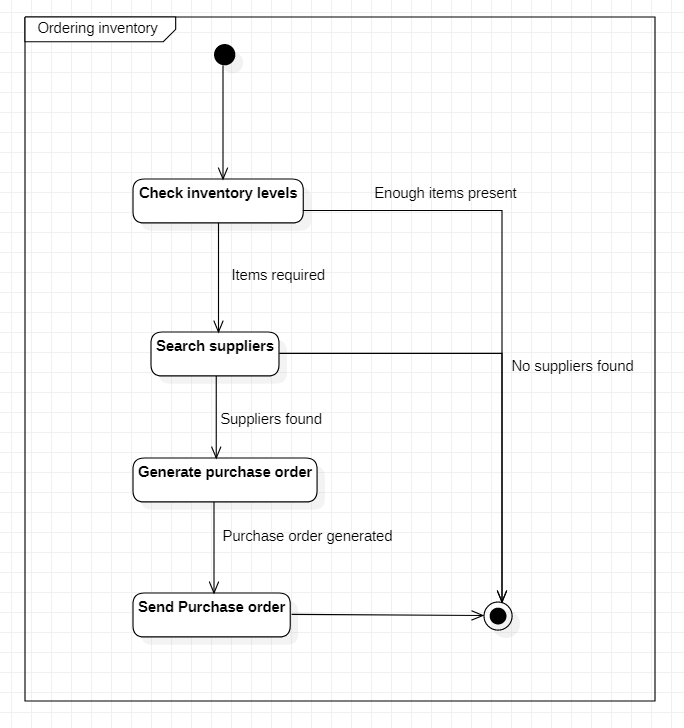 Ordering inventory
Check inventory levels
Enough items present
Items required
Search suppliers
No suppliers found
Suppliers found
Generate purchase order
Purchase order generated
Send Purchase order